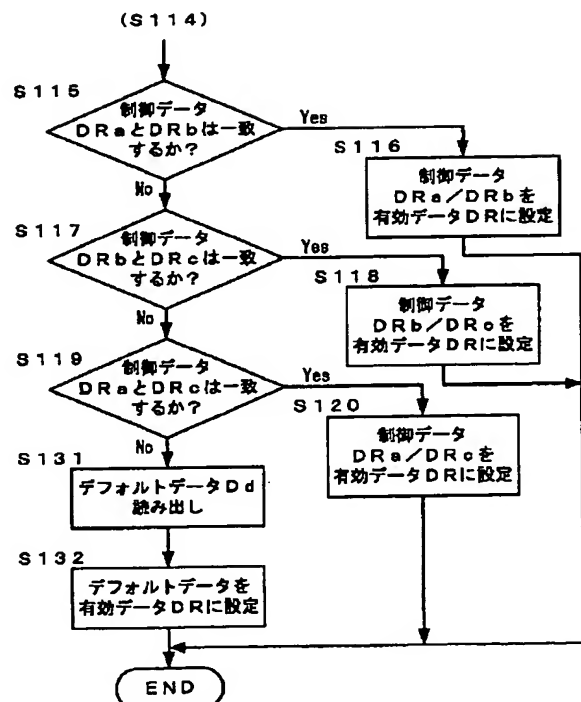 (S114)
S115
制御データ
DRaとDRbは一致
するか?
Yes
No
S116
制御データ
DRa/DRbを
有効データDRに設定
S117
制御データ
DRbとDRcは一致
するか?
Yes
No
S118
制御データ
DRb/DRcを
有効データDRに設定
S119
制御データ
DRaとDRcは一致
するか?
Yes
No
S120
制御データ
DRa/DRcを
有効データDRに設定
S131
デフォルトデータDd
読み出し
S132
デフォルトデータを
有効データDRに設定
END